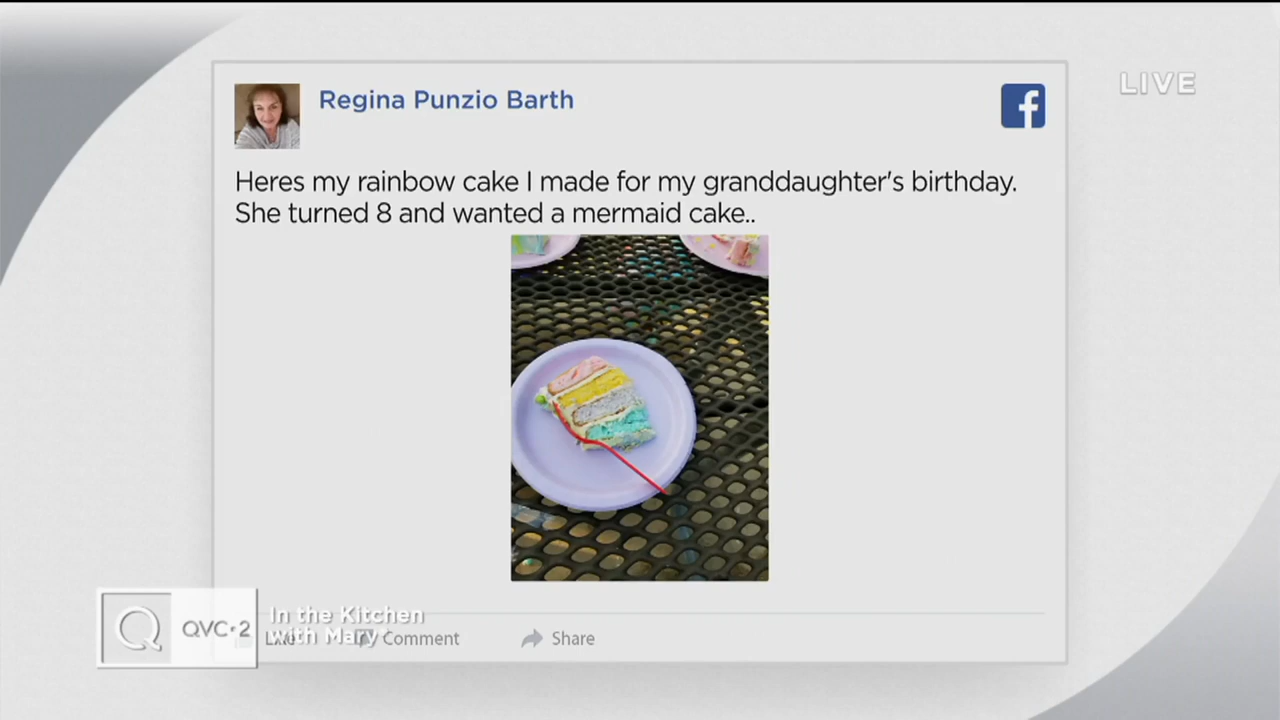 LIVE
Regina Punzio Barth
Heres my rainbow cake I made for my granddaughter's birthday.
She turned 8 and wanted a mermaid cake..
In the Kitchen
QVC•2
with Mary
Like
Comment
Share